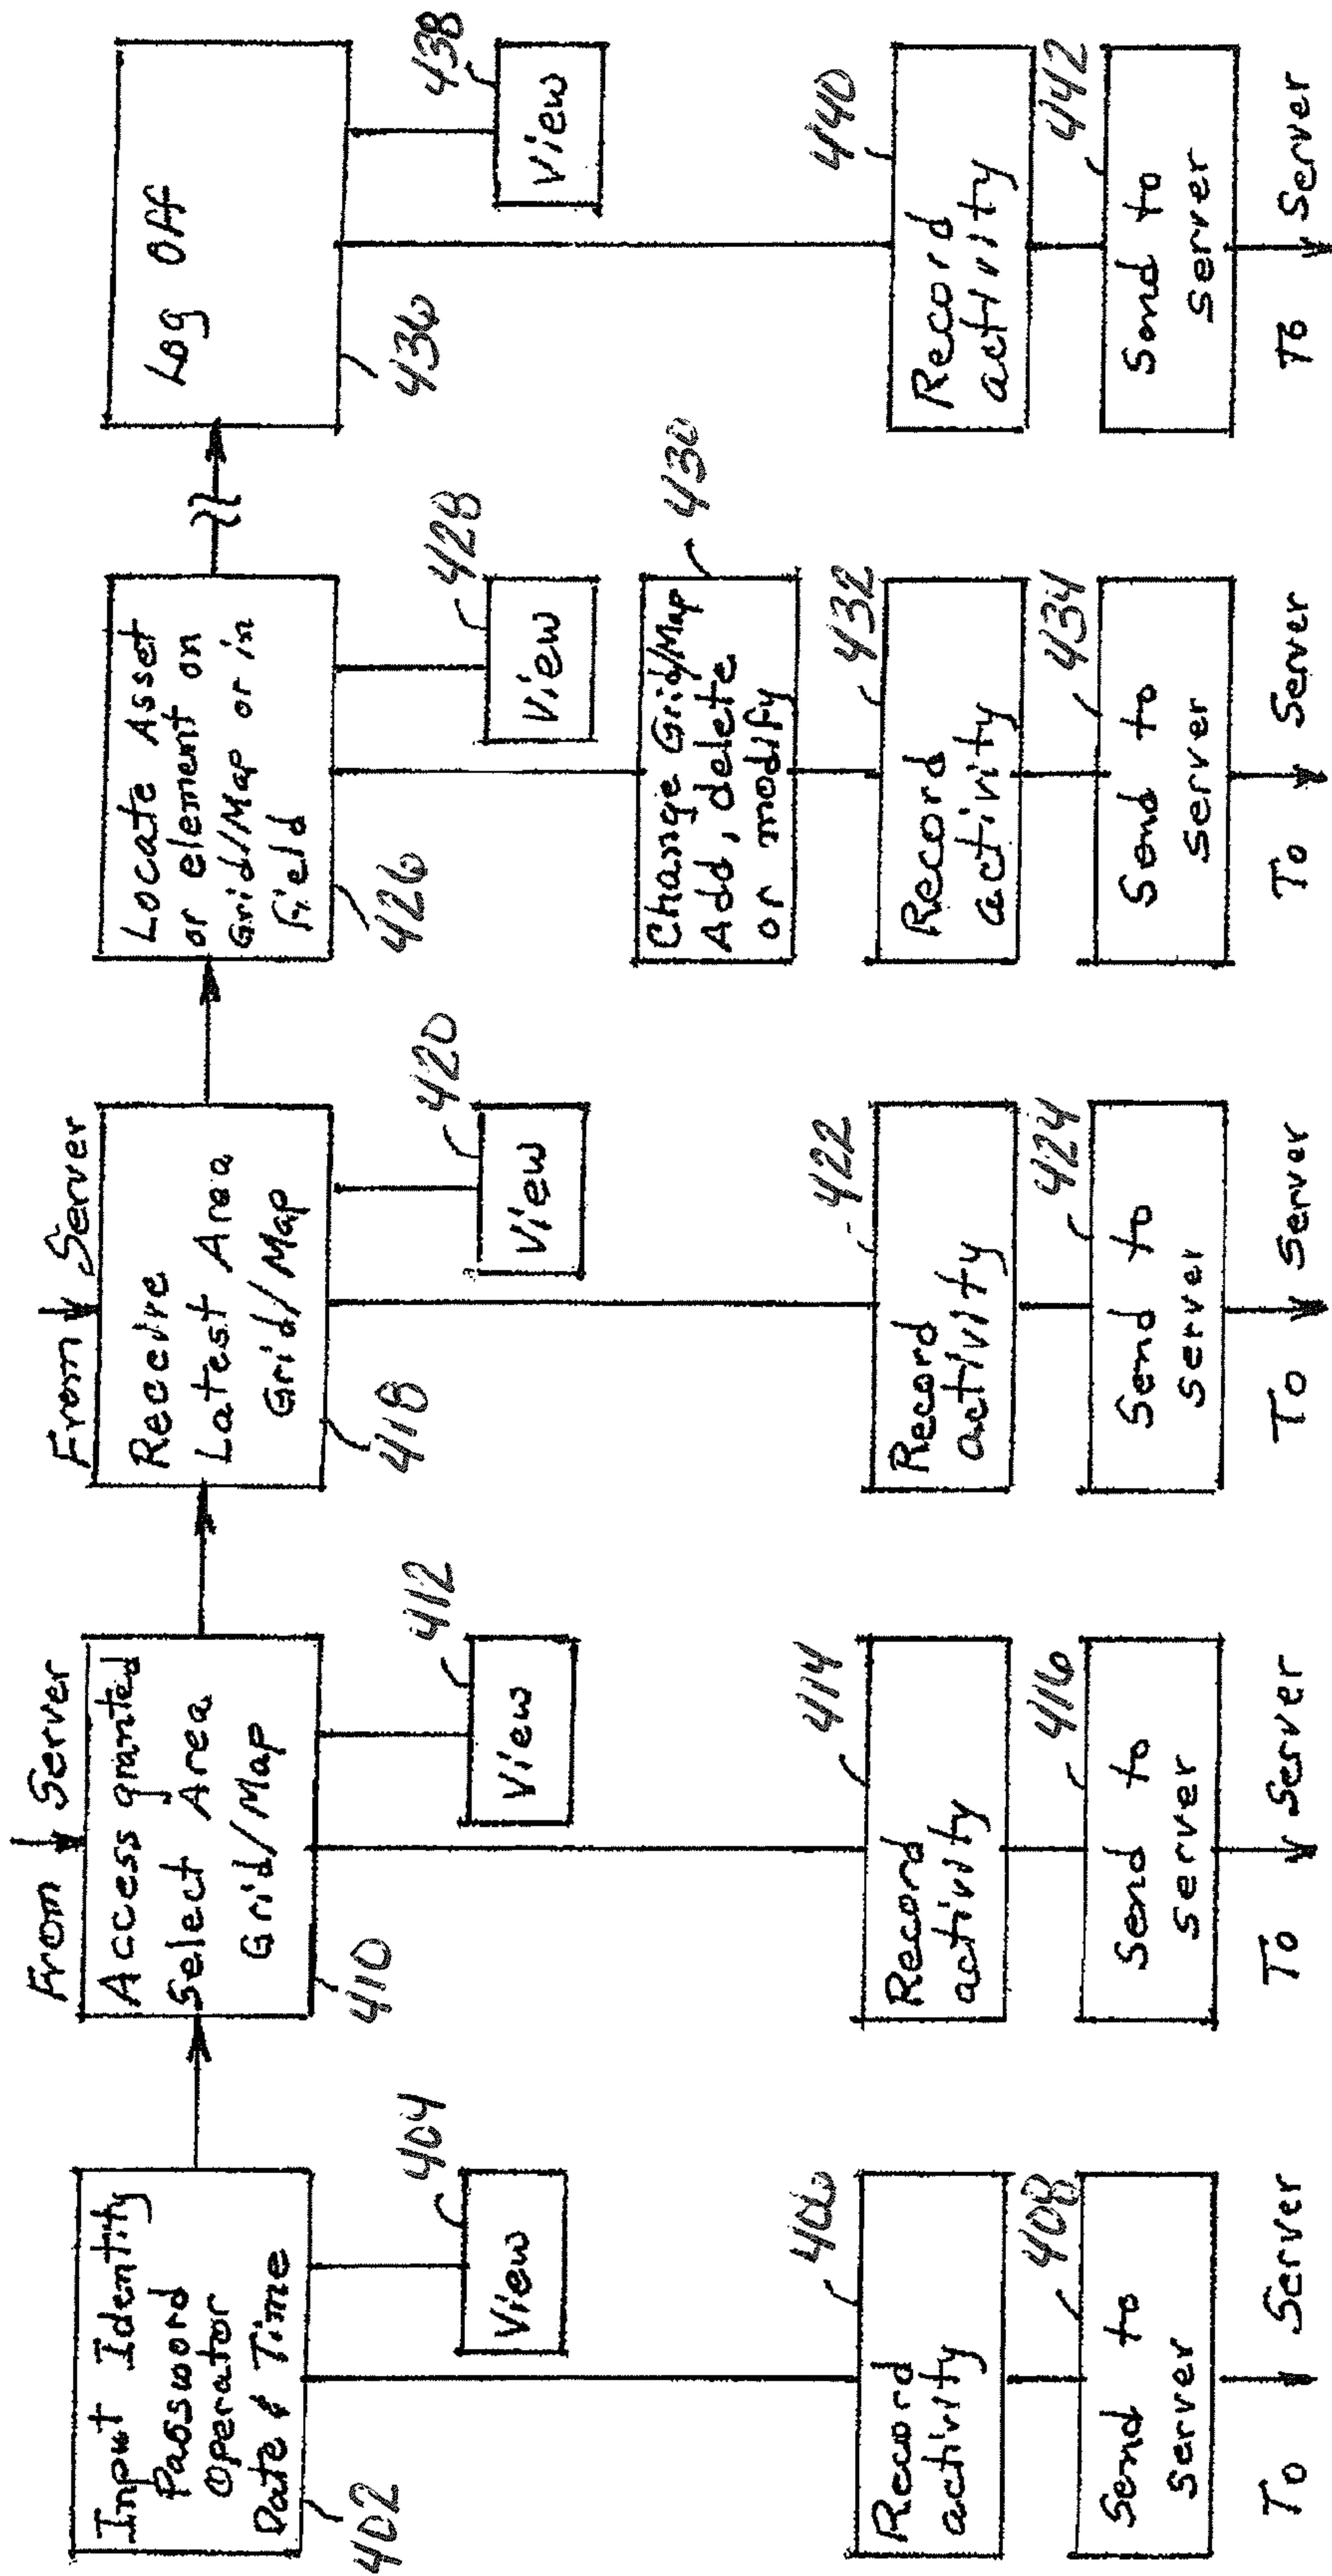 Input Identity
Password
Operator
Date & Time
402
View
404
Record
activity
406
Send to
server
408
To Server
From Server
Access granted
Select Area
Grid/Map
410
View
412
Record
activity
414
Send to
server
416
To Server
From Server
Receive
Latest Area
Grid/Map
418
View
420
Record
activity
422
Send to
server
424
To Server
Locate Asset
or element on
Grid/Map or in
field
426
View
428
Change Grid/Map
Add, delete
or modify
430
Record
activity
432
Send to
server
434
To Server
Log Off
436
View
438
Record
activity
440
Send to
server
442
To Server